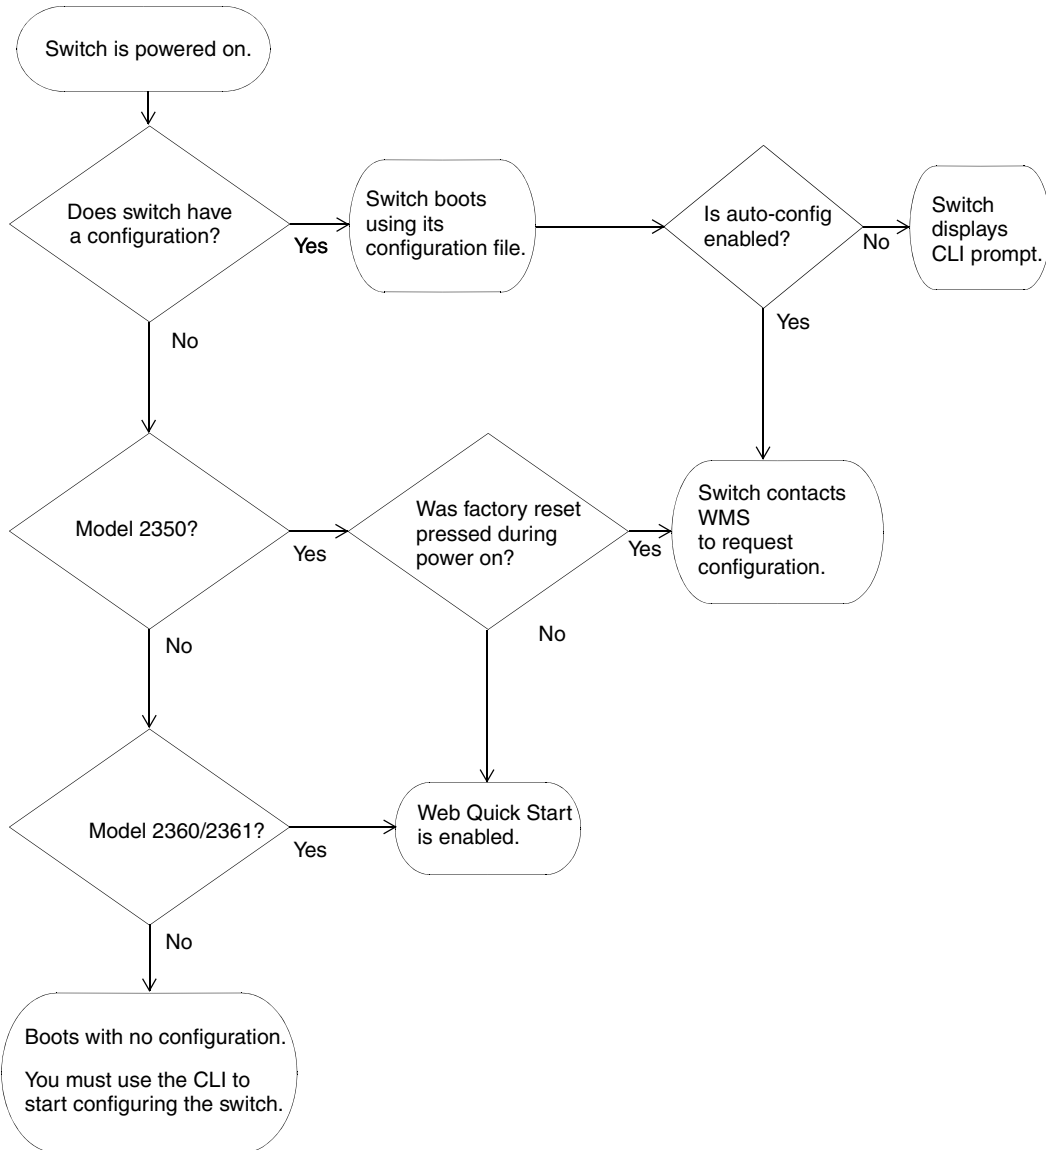 Switch is powered on.
Does switch have
a configuration?
Yes
Switch boots
using its
configuration file.
Is auto-config
enabled?
No
Switch
displays
CLI prompt.
No
Yes
Model 2350?
Yes
Was factory reset
pressed during
power on?
Yes
Switch contacts
WMS
to request
configuration.
No
No
Model 2360/2361?
Yes
Web Quick Start
is enabled.
No
Boots with no configuration.
You must use the CLI to
start configuring the switch.